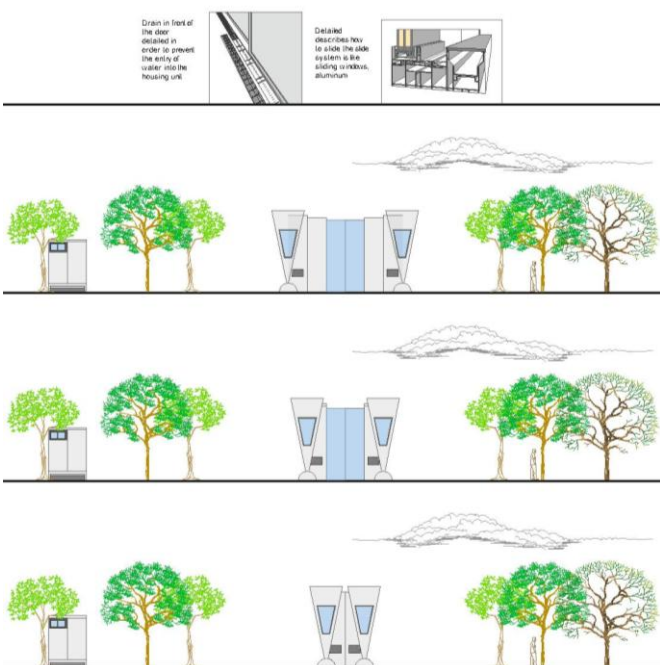 Drain in front of
the door
detailed in
order to prevent
the entry of
water into the
housing unit
Detailed
describes how
to slide the slide
system is the
sliding windows,
aluminum